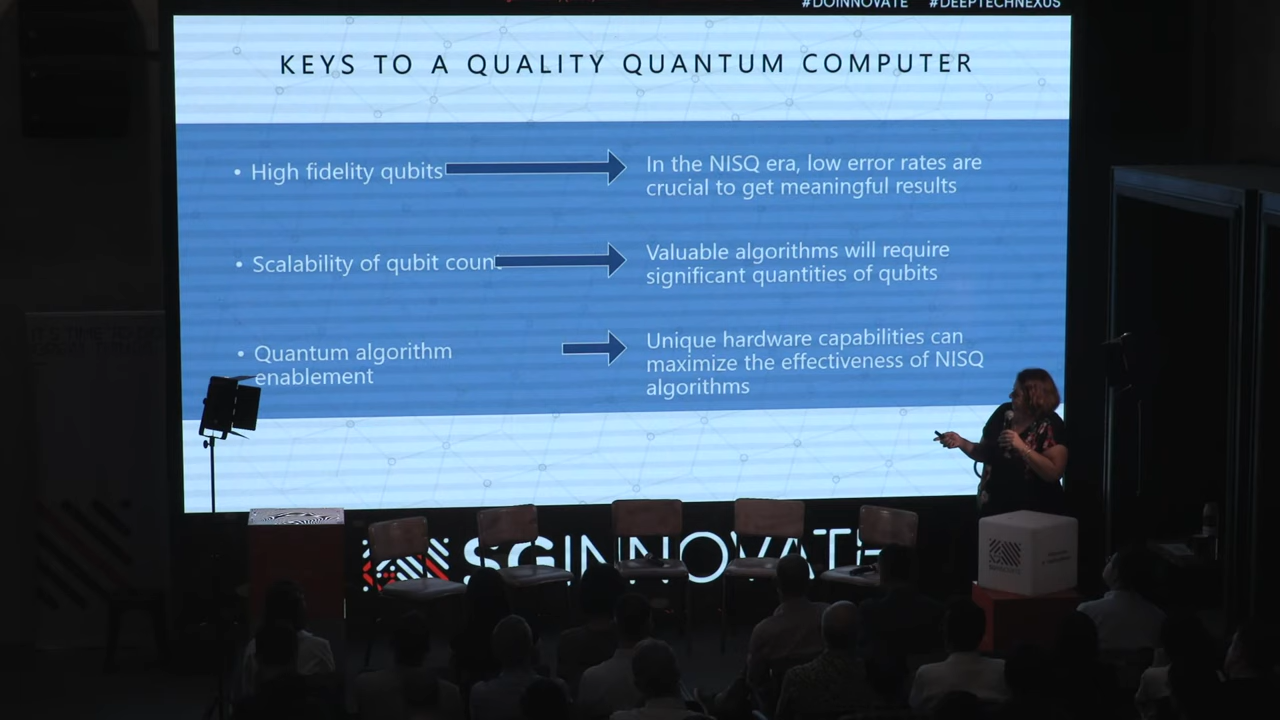 #DOINNOVATE #DEEPTECHNEXUS
KEYS TO A QUALITY QUANTUM COMPUTER
• High fidelity qubits
In the NISQ era, low error rates are
crucial to get meaningful results
• Scalability of qubit count
Valuable algorithms will require
significant quantities of qubits
• Quantum algorithm
enablement
Unique hardware capabilities can
maximize the effectiveness of NISQ
algorithms
SGINNOVATE